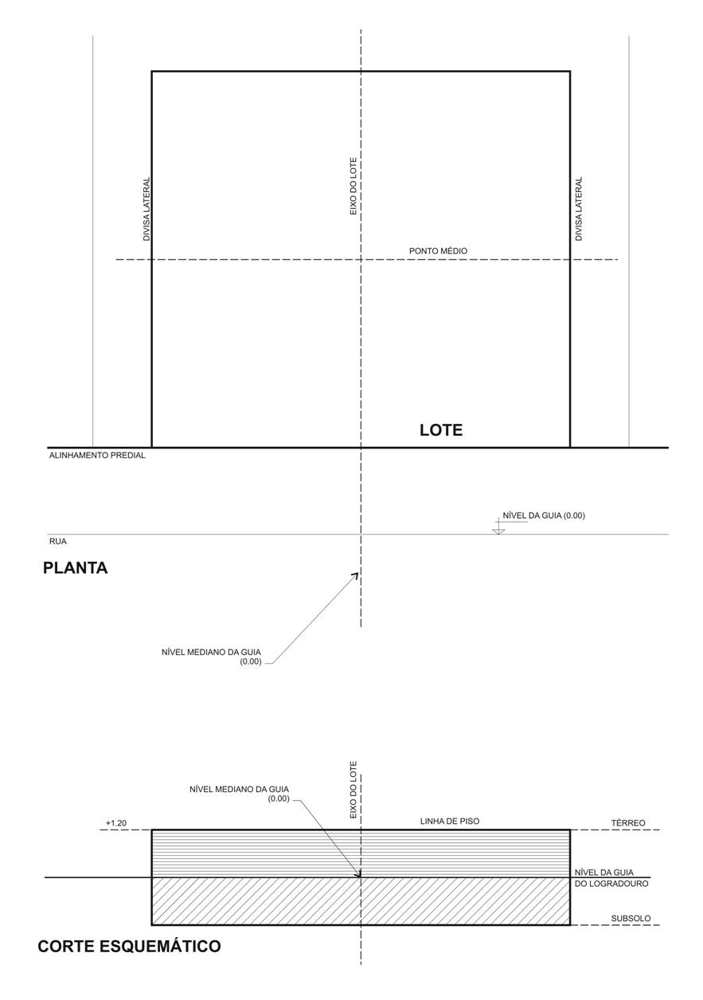 EIXO DO LOTE
DIVISA LATERAL
DIVISA LATERAL
PONTO MÉDIO
LOTE
ALINHAMENTO PREDIAL
NÍVEL DA GUIA (0.00)
RUA
PLANTA
NÍVEL MEDIANO DA GUIA
(0.00)
EIXO DO LOTE
NÍVEL MEDIANO DA GUIA
(0.00)
+1.20
LINHA DE PISO
TÉRREO
NÍVEL DA GUIA
DO LOGRADOURO
SUBSOLO
CORTE ESQUEMÁTICO